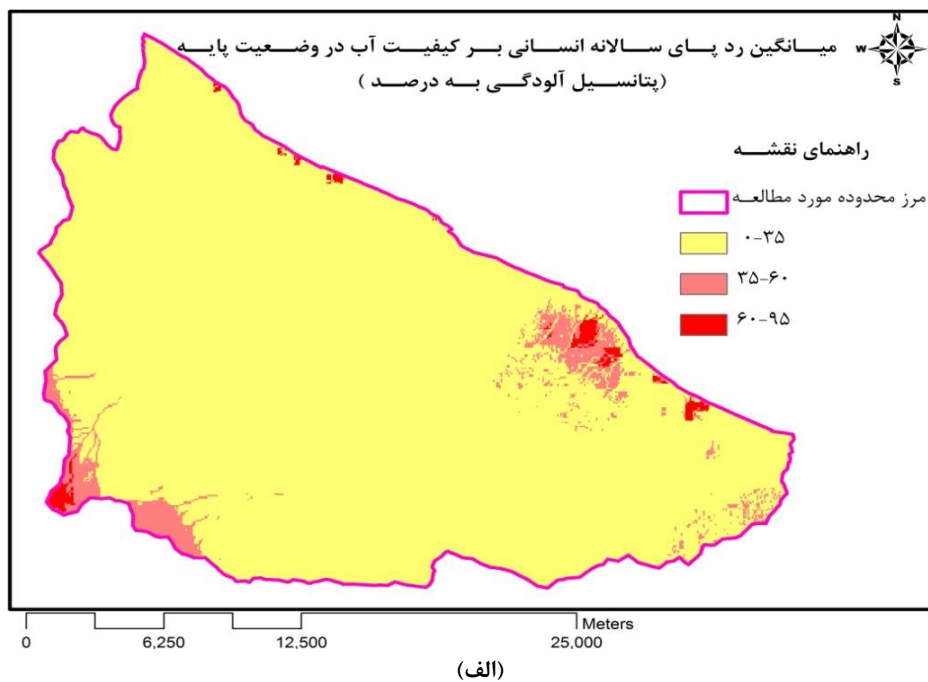 میانگین رد پای سالانه انسانی بر کیفیت آب در وضعیت پایه
(پتانسیل آلودگی به درصد)
N
W
E
S
راهنمای نقشه
مرز محدوده مورد مطالعه
۰-۳۵
۳۵-۶۰
۶۰-۹۵
Meters
0 6,250 12,500 25,000
(الف)